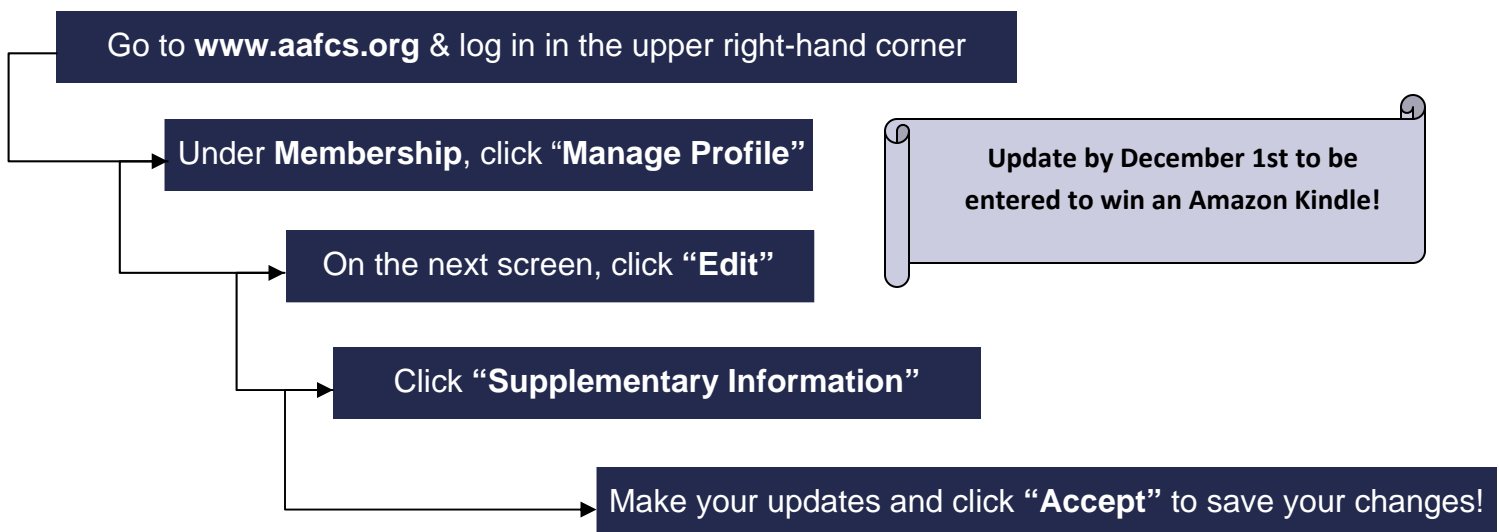 Go to www.aafcs.org & log in in the upper right-hand corner
Under Membership, click “Manage Profile”
Update by December 1st to be
entered to win an Amazon Kindle!
On the next screen, click “Edit”
Click “Supplementary Information”
Make your updates and click “Accept” to save your changes!